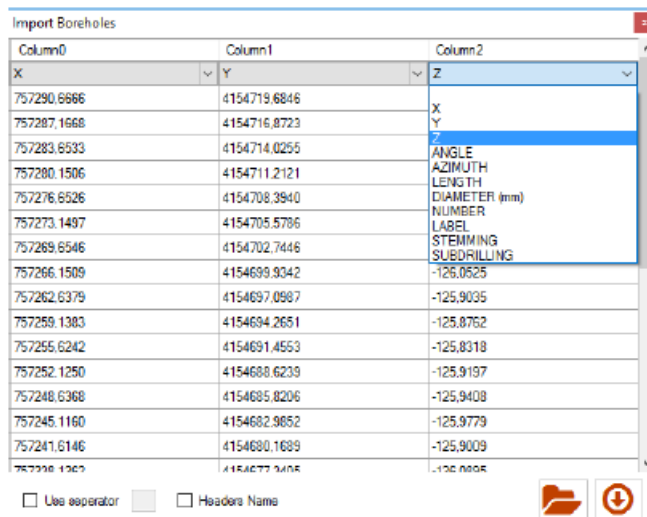 Import Boreholes
Column0 Column1 Column2
X Y Z
757290,6666 4154719,6846
X
757287,1668 4154716,8723
Y
757283,6533 4154714,0255
Z
ANGLE
757280,1506 4154711,2121
AZIMUTH
LENGTH
757276,6526 4154708,3940
DIAMETER (mm)
NUMBER
757273,1497 4154705,5786
LABEL
STEMMING
757269,6546 4154702,7446
SUBDRILLING
757266,1509 4154699,9342 -126,0525
757262,6379 4154697,0987 -125,9035
757259,1383 4154694,2651 -125,8762
757255,6242 4154691,4553 -125,8318
757252,1250 4154688,6239 -125,9197
757248,6368 4154685,8206 -125,9408
757245,1160 4154682,9852 -125,9779
757241,6146 4154680,1689 -125,9009
Use seperator Headers Name